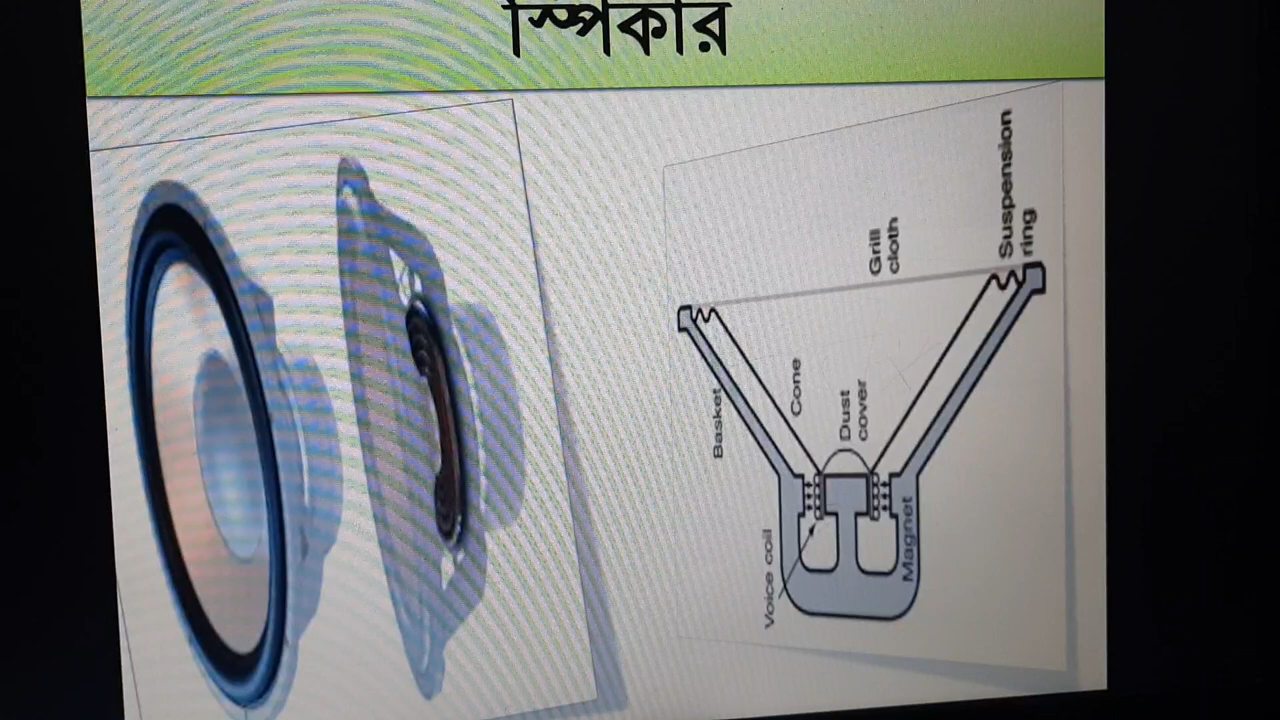 স্পিকার
Suspension
ring
Grill
cloth
Cone
Dust
cover
Basket
Voice coil
Magnet